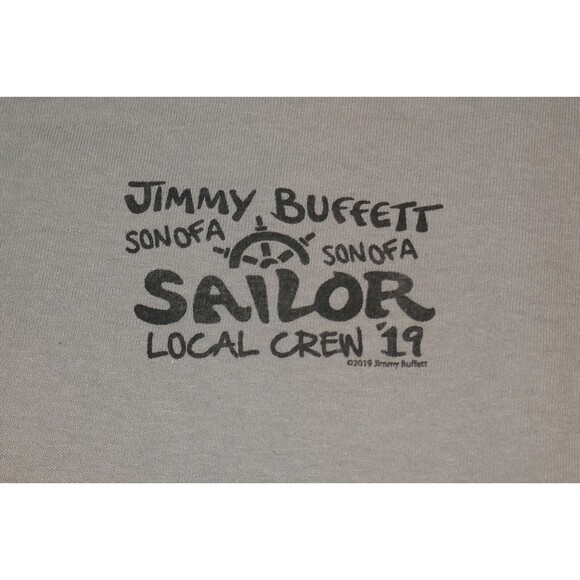 JIMMY BUFFETT
SONOFA SONOFA
SAILOR
LOCAL CREW '19
©2019 Jimmy Buffett